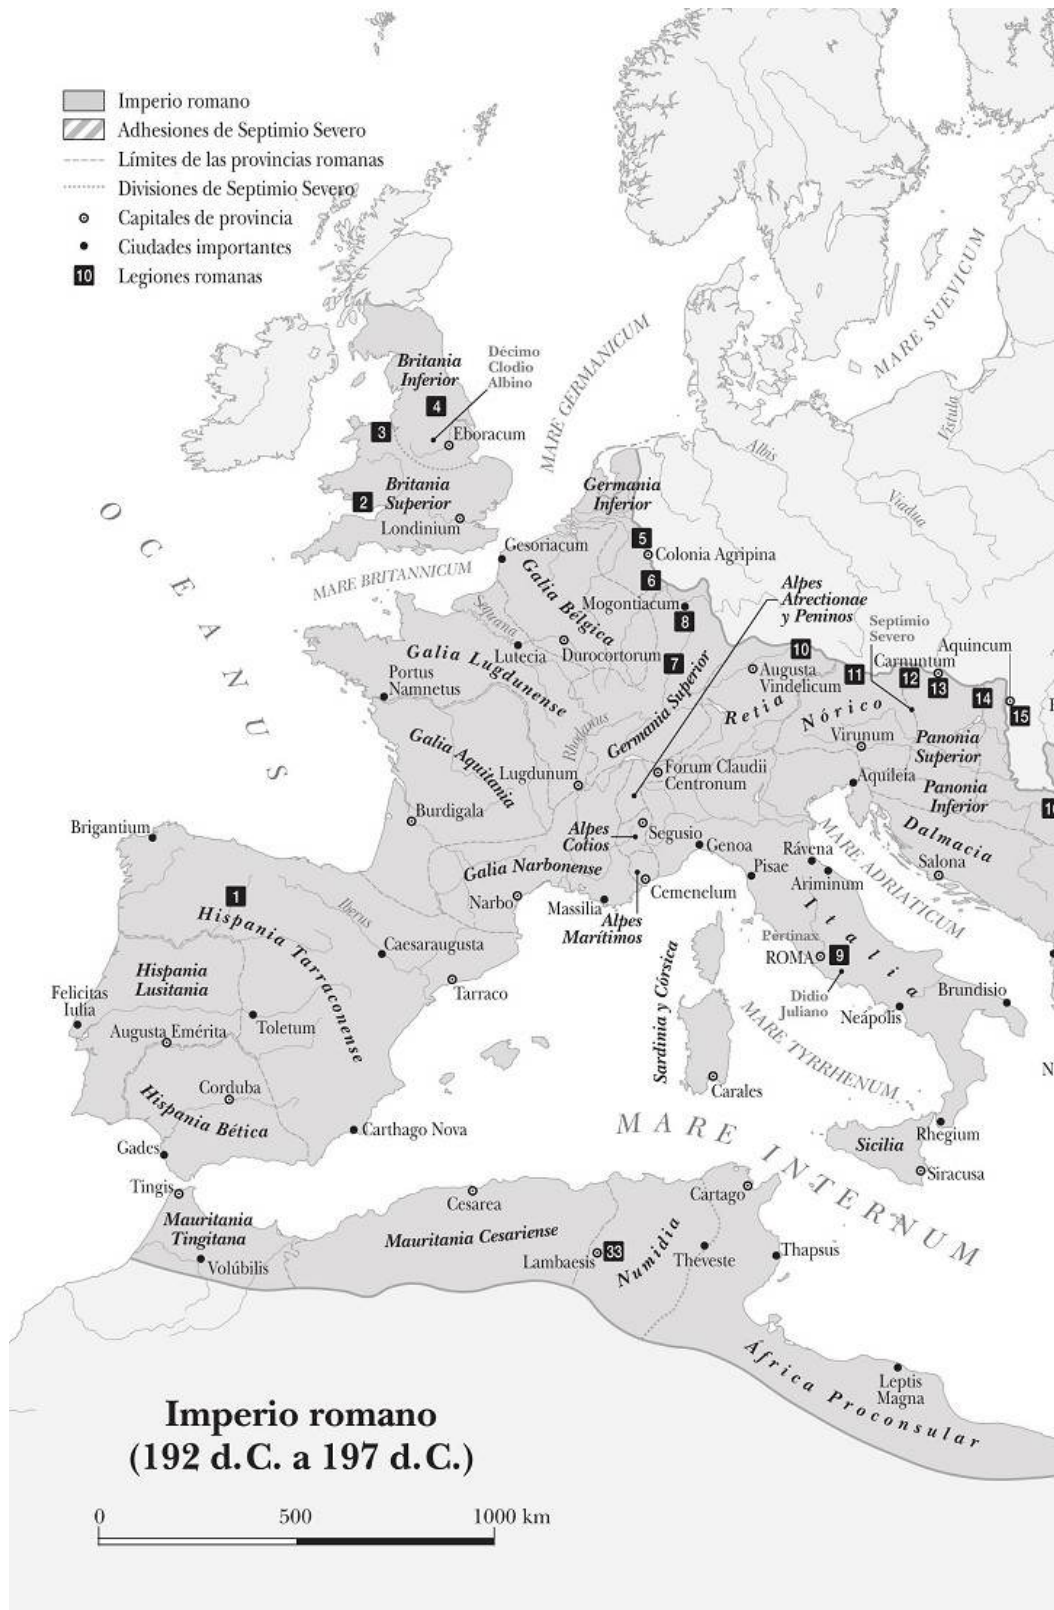 Imperio romano
Adhesiones de Septimio Severo
Límites de las provincias romanas
Divisiones de Septimio Severo
Capitales de provincia
Ciudades importantes
10 Legiones romanas
OCEANUS
MARE GERMANICUM
MARE SUEVICUM
Britania
Inferior
Décimo
Clodio
Albino
4
3
Eboracum
Britania
Superior
2
Londinium
Albis
Vistula
Viadua
Germania
Inferior
5
Colonia Agripina
6
Gesoriacum
MARE BRITANNICUM
Galia Bélgica
Mogontiacum
8
Alpes
Atrectionae
y Peninos
Sequana
Lutecia
Durocortorum
7
Galia Lugdunense
Portus
Namnetus
Germania Superior
Rhodanus
10
Augusta
Vindelicum
Retia
Septimio
Severo
Aquincum
Carnuntum
11
12
13
14
15
Nórico
Virunum
Panonia
Superior
Galia Aquitania
Lugdunum
Forum Claudii
Centronum
Aquileia
Panonia
Inferior
Burdigala
Alpes
Cotios
Segusio
Genoa
Dalmacia
Salona
MARE ADRIATICUM
Rávena
Pisae
Ariminum
Galia Narbonense
Narbo
Massilia
Cemenelum
Alpes
Marítimos
Brigantium
1
Hispania Tarraconense
Iberus
Caesaraugusta
Tarraco
Hispania
Lusitania
Felicitas
Iulia
Augusta Emérita
Toletum
Corduba
Hispania Bética
Carthago Nova
Gades
Italia
Pertinax
ROMA
9
Didio
Juliano
Neápolis
Brundisio
Sardinia y Córsica
Carales
MARE TYRRHENUM
MARE INTERNUM
Rhegium
Sicilia
Siracusa
Tingis
Mauritania
Tingitana
Volúbilis
Cesarea
Mauritania Cesariense
Lambaesis
33
Numidia
Cartago
Theveste
Thapsus
Leptis
Magna
África Proconsular
Imperio romano
(192 d.C. a 197 d.C.)
0 500 1000 km